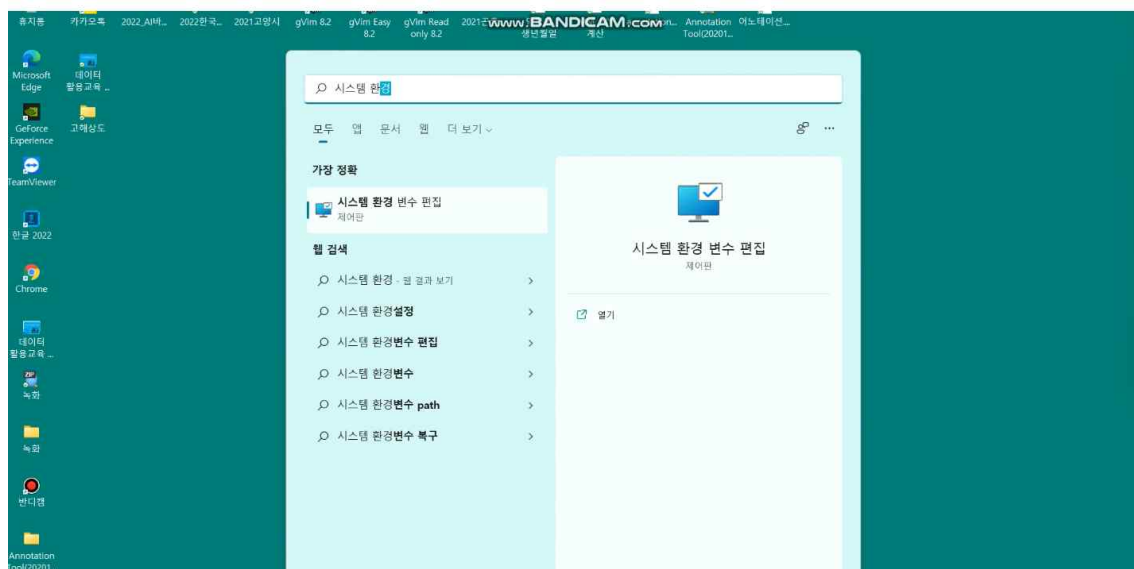 휴지통 카카오톡 2022_AI바... 2022한국... 2021고양시 gVim 8.2 gVim Easy 8.2 gVim Read only 8.2
www.BANDICAM.com
생년월일 계산
Annotation Tool(20201... 어노테이션...
Microsoft Edge
데이터 활용교육 ...
GeForce Experience
고해상도
TeamViewer
한글 2022
Chrome
데이터 활용교육 ...
녹화
녹화
반디캠
Annotation
시스템 환경
모두 앱 문서 웹 더 보기
가장 정확
시스템 환경 변수 편집
제어판
웹 검색
시스템 환경 - 웹 결과 보기
시스템 환경설정
시스템 환경변수 편집
시스템 환경변수
시스템 환경변수 path
시스템 환경변수 복구
시스템 환경 변수 편집
제어판
열기